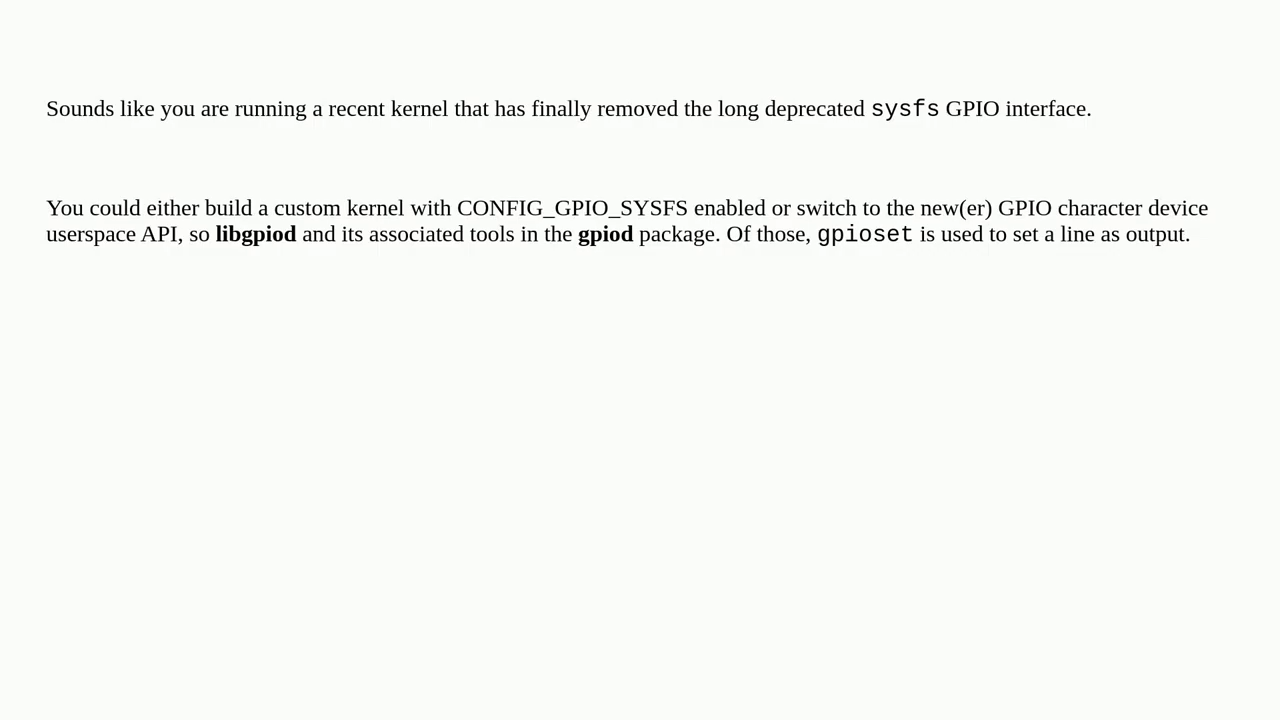 Sounds like you are running a recent kernel that has finally removed the long deprecated sysfs GPIO interface.
You could either build a custom kernel with CONFIG_GPIO_SYSFS enabled or switch to the new(er) GPIO character device
userspace API, so libgpiod and its associated tools in the gpiod package. Of those, gpioset is used to set a line as output.